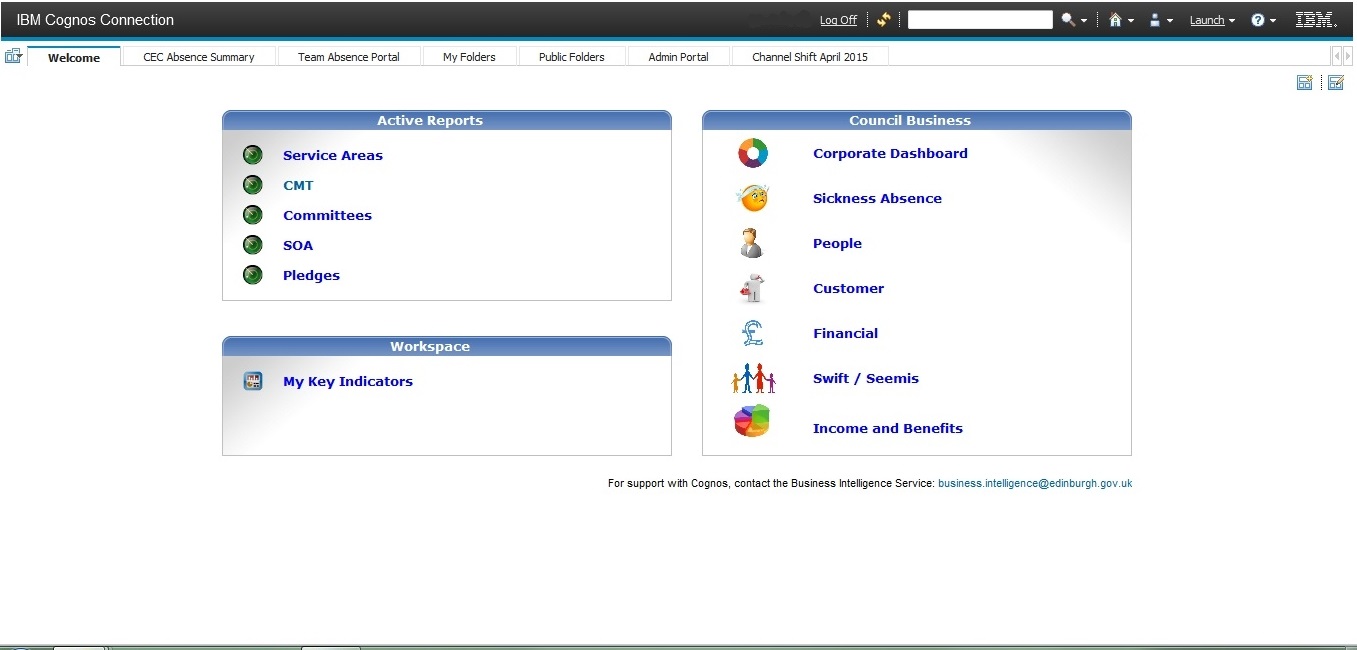 IBM Cognos Connection Log Off Launch IBM.
Welcome CEC Absence Summary Team Absence Portal My Folders Public Folders Admin Portal Channel Shift April 2015
Active Reports
Service Areas
CMT
Committees
SOA
Pledges
Workspace
My Key Indicators
Council Business
Corporate Dashboard
Sickness Absence
People
Customer
Financial
Swift / Seemis
Income and Benefits
For support with Cognos, contact the Business Intelligence Service: business.intelligence@edinburgh.gov.uk